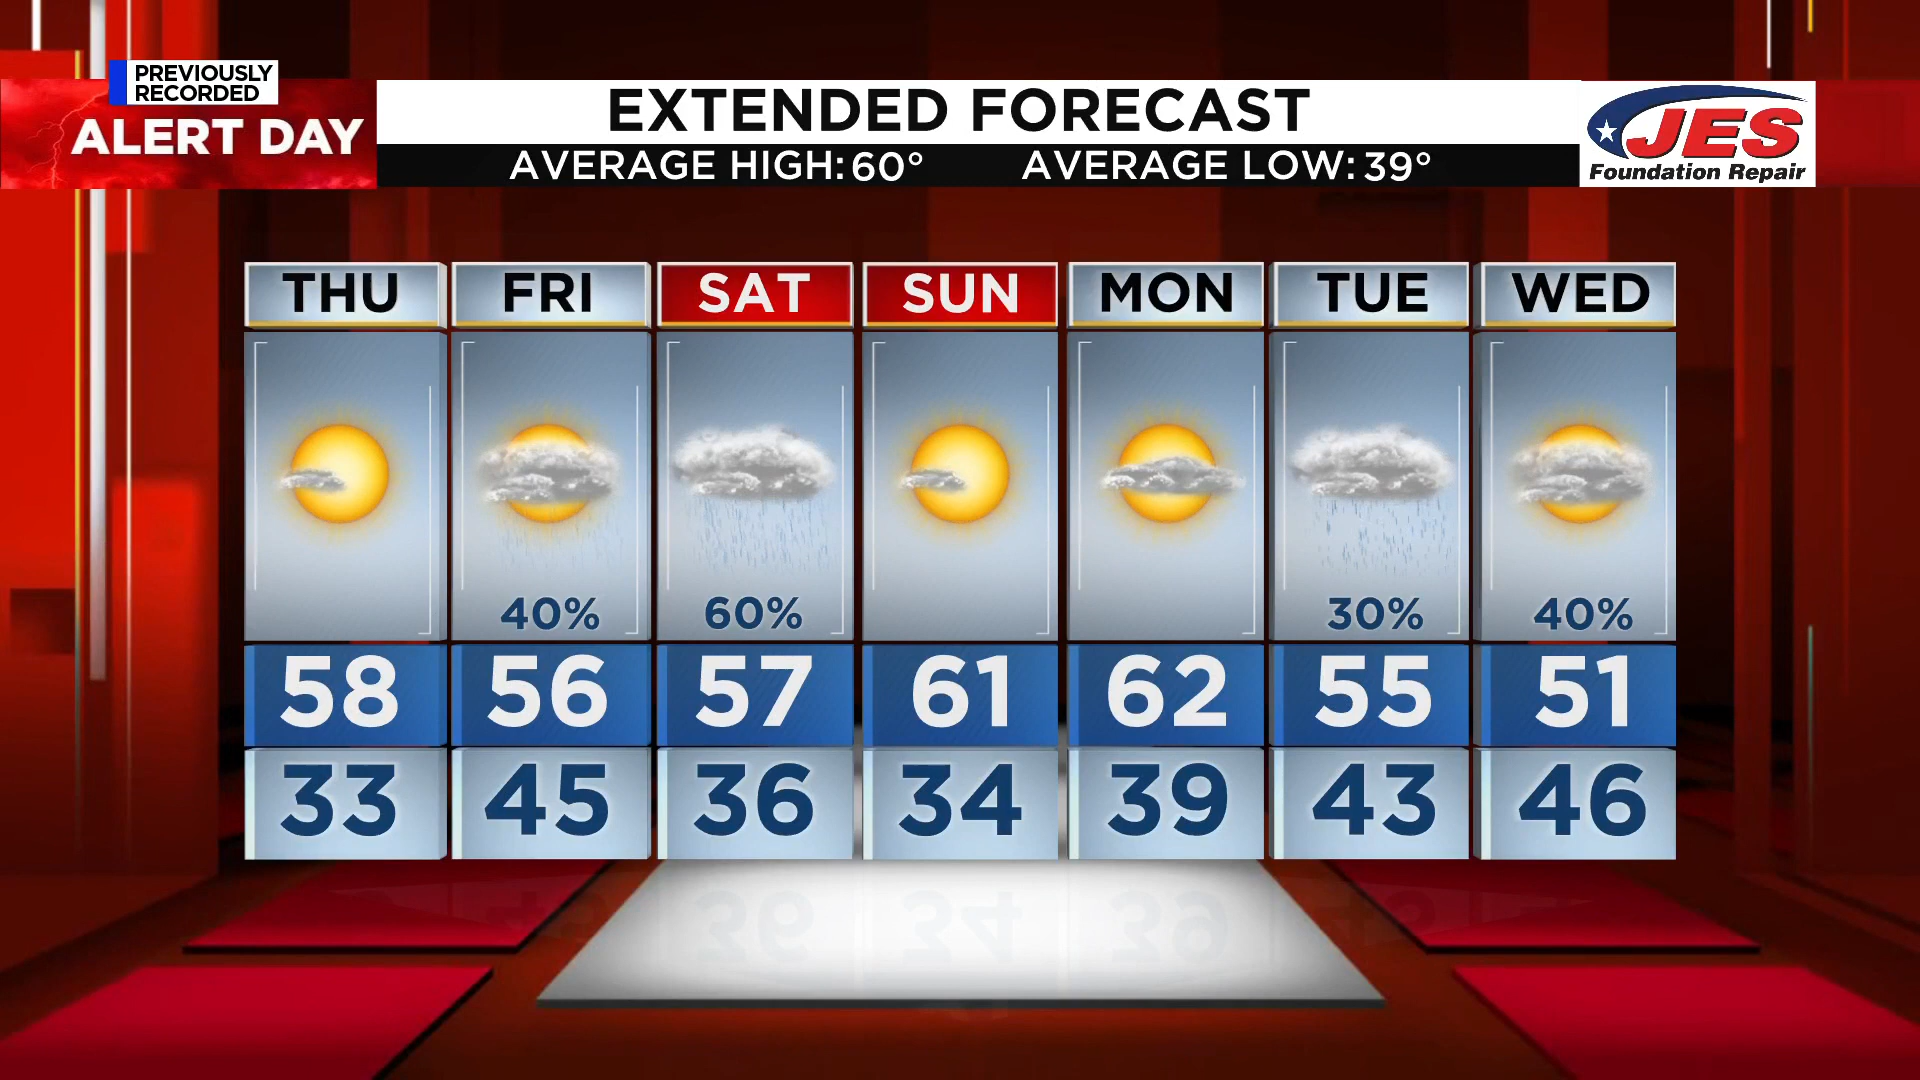 PREVIOUSLY
RECORDED
ALERT DAY
EXTENDED FORECAST
AVERAGE HIGH: 60° AVERAGE LOW: 39°
JES
Foundation Repair
THU FRI SAT SUN MON TUE WED
40% 60% 30% 40%
58 56 57 61 62 55 51
33 45 36 34 39 43 46